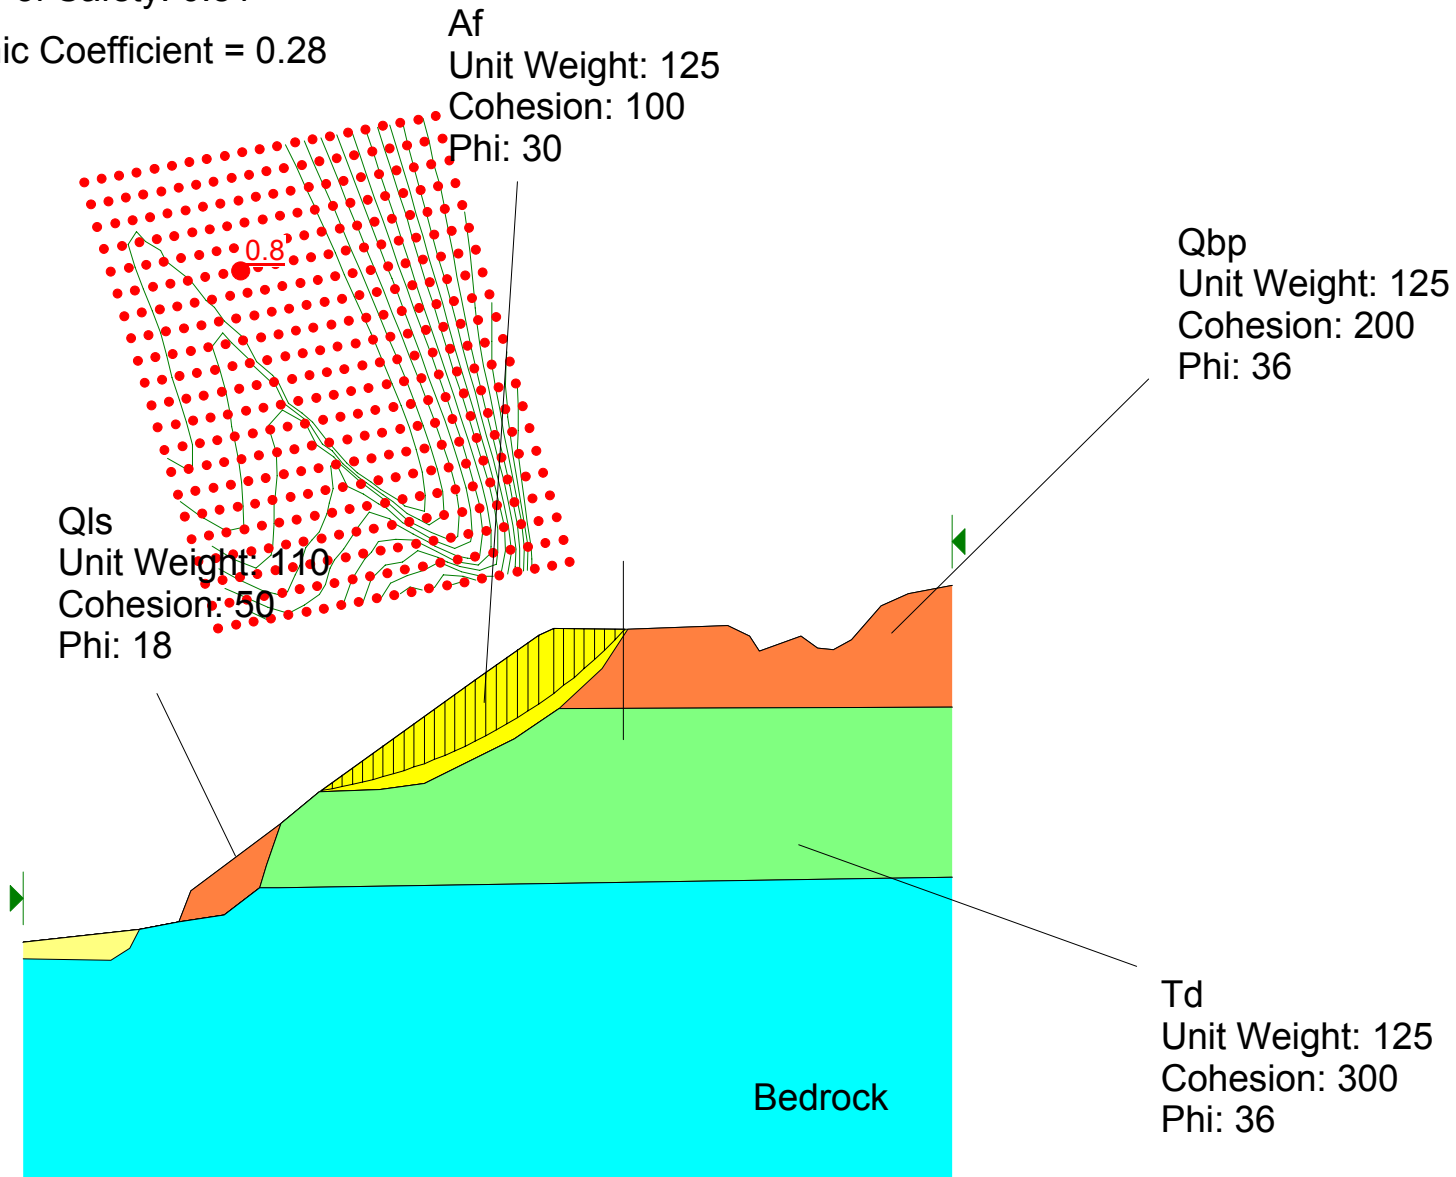 of Safety:
ic Coefficient = 0.28
Af
Unit Weight: 125
Cohesion: 100
Phi: 30
0.8
Qbp
Unit Weight: 125
Cohesion: 200
Phi: 36
Qls
Unit Weight: 110
Cohesion: 50
Phi: 18
Td
Unit Weight: 125
Cohesion: 300
Phi: 36
Bedrock